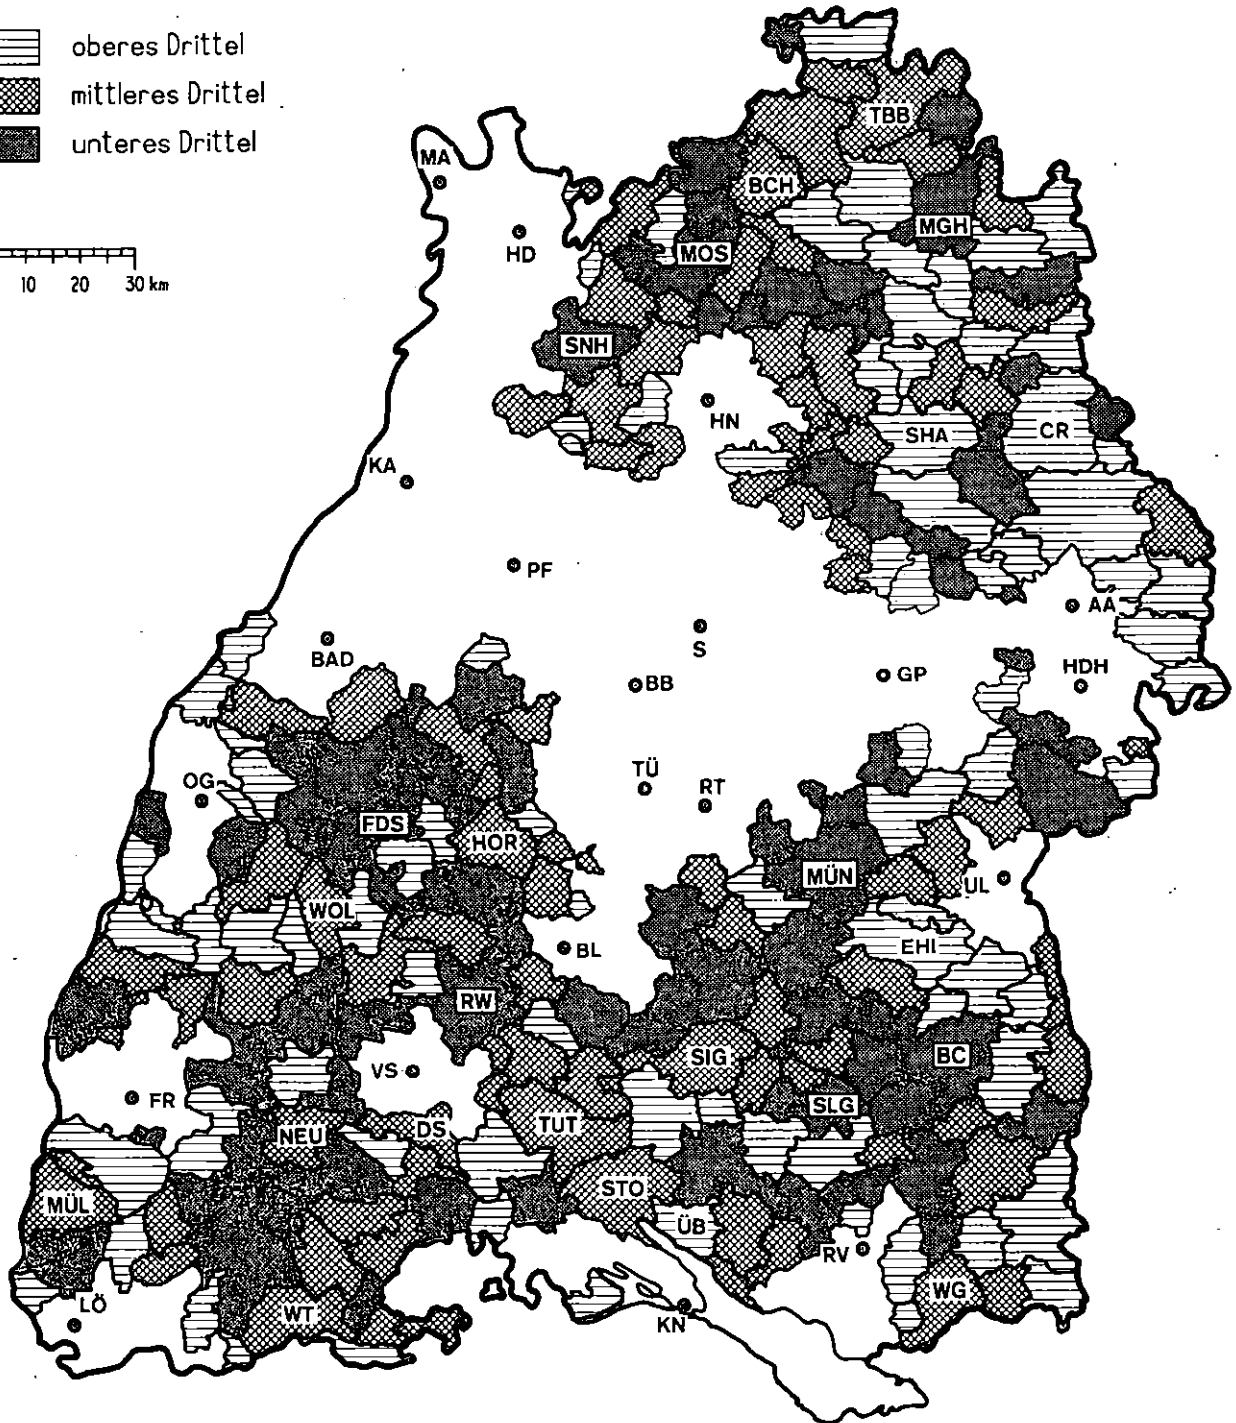 oberes Drittel
mittleres Drittel
unteres Drittel
10 20 30 km
TBB
MA
BCH
HD
MOS
MGH
SNH
HN
SHA
CR
KA
PF
AA
BAD
S
BB
GP
HDH
OG
TÜ
RT
FDS
HOR
MÜN
UL
WOL
EHI
BL
RW
SIG
BC
VS
FR
SLG
NEU
DS
TUT
STO
MÜL
ÜB
RV
WG
LÖ
WT
KN